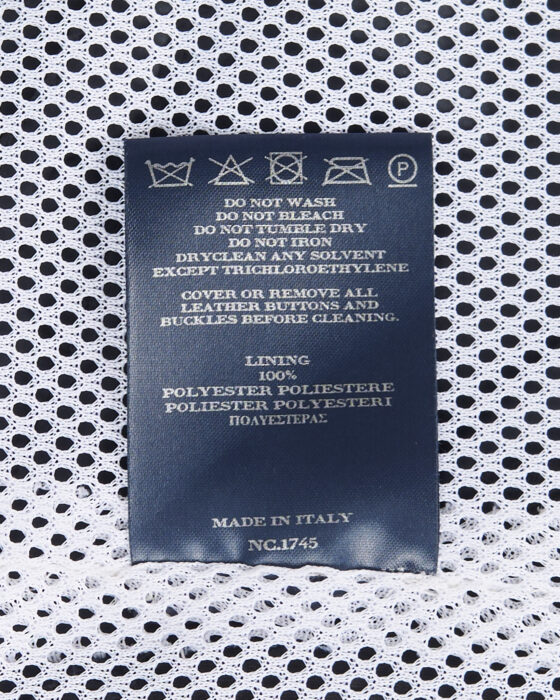 P
DO NOT WASH
DO NOT BLEACH
DO NOT TUMBLE DRY
DO NOT IRON
DRYCLEAN ANY SOLVENT
EXCEPT TRICHLOROETHYLENE
COVER OR REMOVE ALL
LEATHER BUTTONS AND
BUCKLES BEFORE CLEANING.
LINING
100%
POLYESTER POLIESTERE
POLIESTER POLYESTERI
ΠΟΛΥΕΣΤΕΡΑΣ
MADE IN ITALY
NC.1745